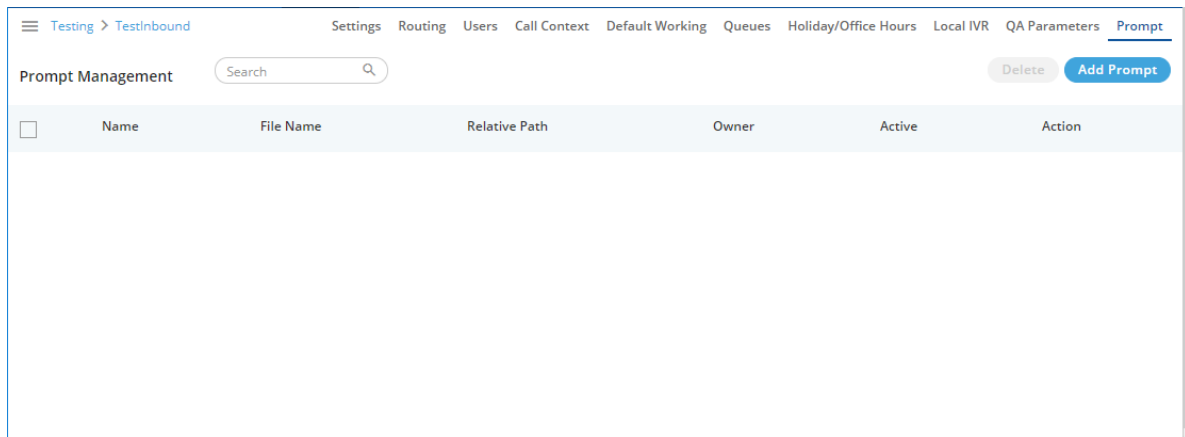 Testing > TestInbound Settings Routing Users Call Context Default Working Queues Holiday/Office Hours Local IVR QA Parameters Prompt
Prompt Management Search Delete Add Prompt
Name File Name Relative Path Owner Active Action